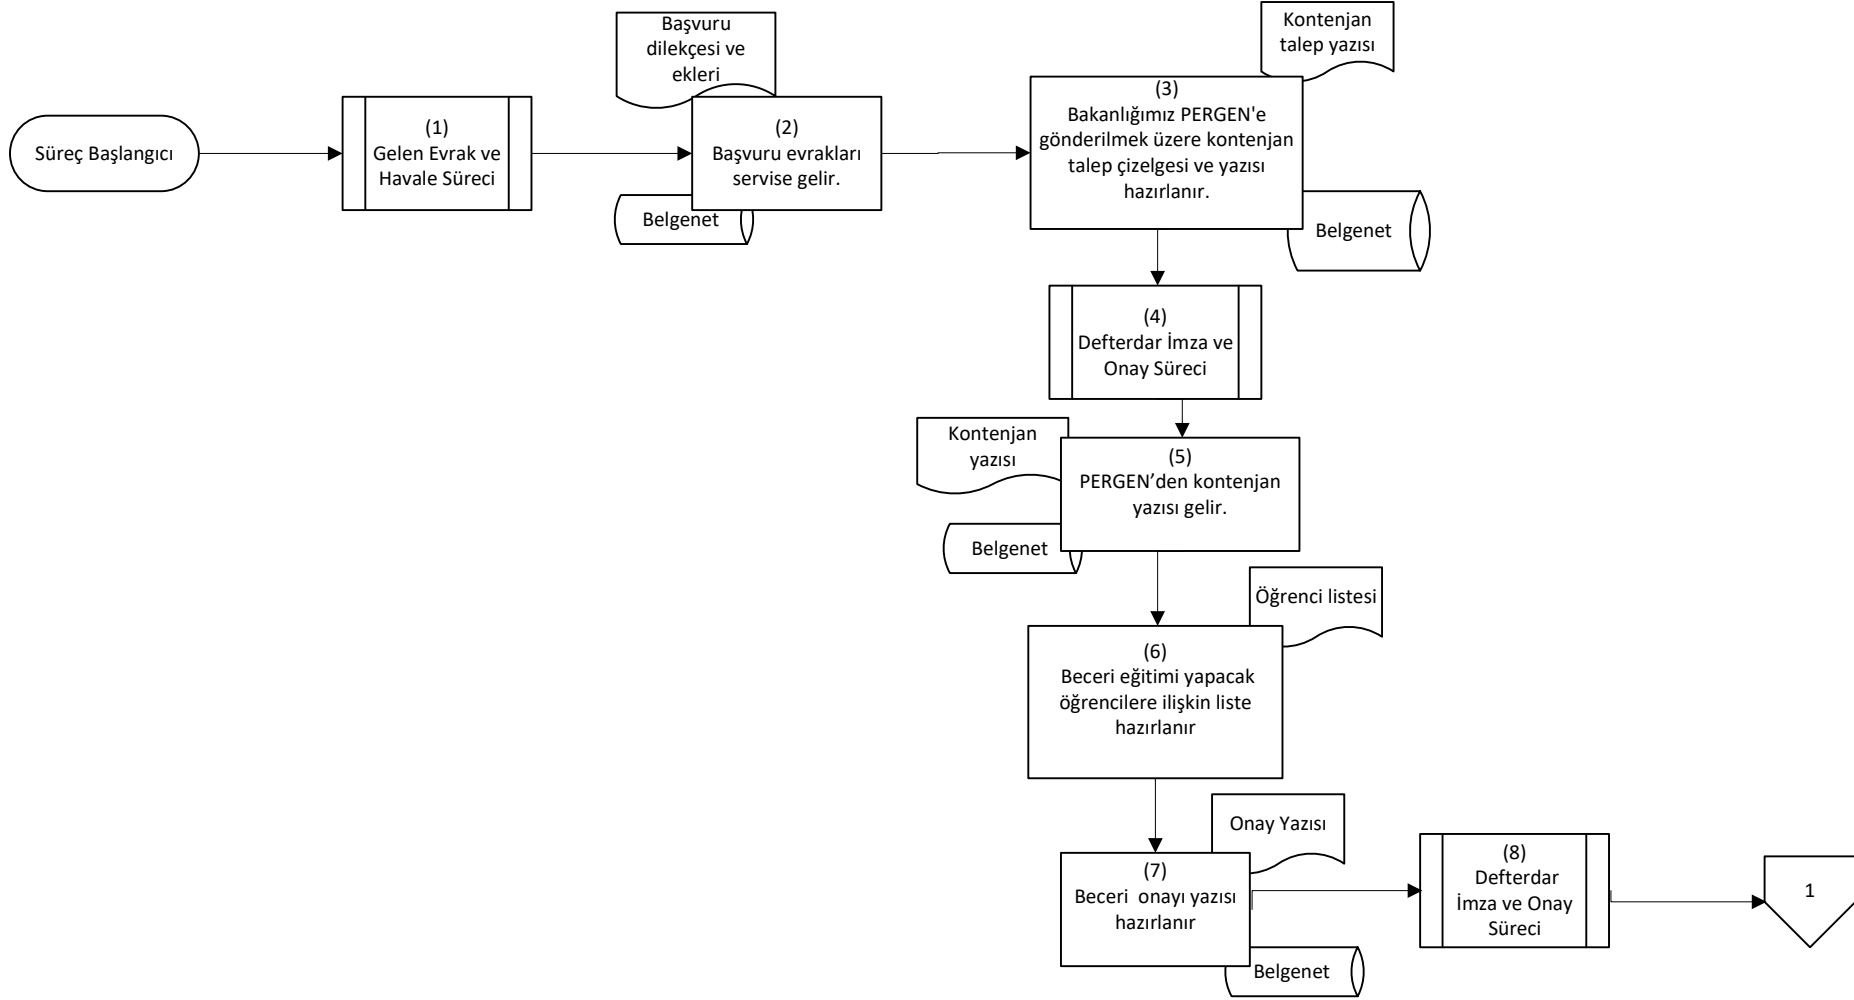 Başvuru
dilekçesi ve
ekleri
Kontenjan
talep yazısı
Süreç Başlangıcı
(1)
Gelen Evrak ve
Havale Süreci
(2)
Başvuru evrakları
servise gelir.
Belgenet
(3)
Bakanlığımız PERGEN'e
gönderilmek üzere kontenjan
talep çizelgesi ve yazısı
hazırlanır.
Belgenet
(4)
Defterdar İmza ve
Onay Süreci
Kontenjan
yazısı
(5)
PERGEN’den kontenjan
yazısı gelir.
Belgenet
Öğrenci listesi
(6)
Beceri eğitimi yapacak
öğrencilere ilişkin liste
hazırlanır
Onay Yazısı
(7)
Beceri  onayı yazısı
hazırlanır
Belgenet
(8)
Defterdar
İmza ve Onay
Süreci
1